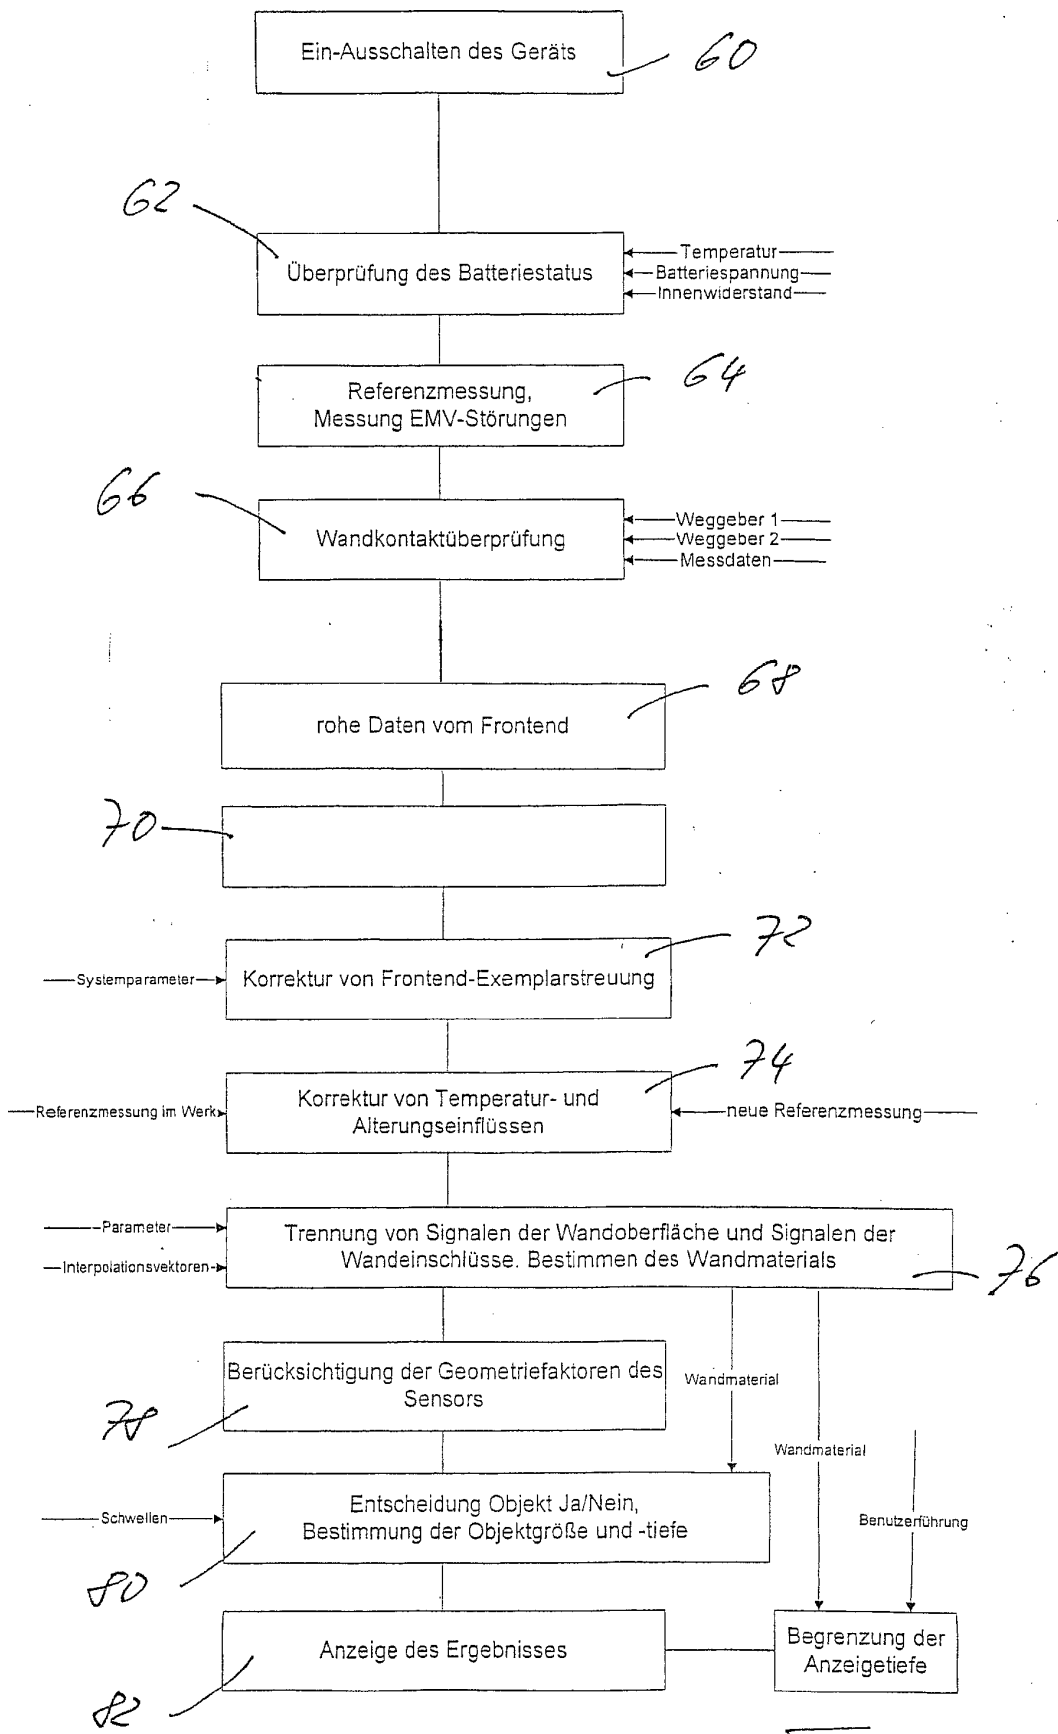 Ein-Ausschalten des Geräts
60
62
Überprüfung des Batteriestatus
Temperatur
Batteriespannung
Innenwiderstand
64
Referenzmessung,
Messung EMV-Störungen
66
Wandkontaktüberprüfung
Weggeber 1
Weggeber 2
Messdaten
68
rohe Daten vom Frontend
70
72
Systemparameter
Korrektur von Frontend-Exemplarstreuung
74
Referenzmessung im Werk
Korrektur von Temperatur- und
Alterungseinflüssen
neue Referenzmessung
Parameter
Interpolationsvektoren
Trennung von Signalen der Wandoberfläche und Signalen der
Wandeinschlüsse. Bestimmen des Wandmaterials
76
Berücksichtigung der Geometriefaktoren des
Sensors
78
Wandmaterial
Wandmaterial
Benutzerführung
Schwellen
Entscheidung Objekt Ja/Nein,
Bestimmung der Objektgröße und -tiefe
80
Anzeige des Ergebnisses
82
Begrenzung der
Anzeigetiefe